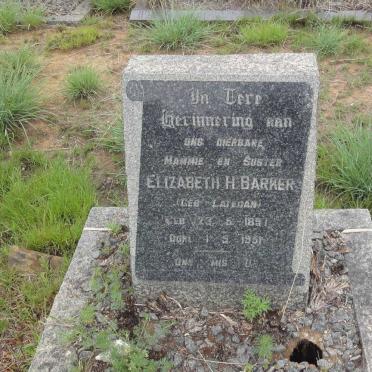 In Tere
Herinnering aan
ons dierbare
Mammie en Suster
Elizabeth H. Barker
(Geb Lategan)
Geb 23. 5. 1891
Oorl 1. 5. 1951
Ons mis U